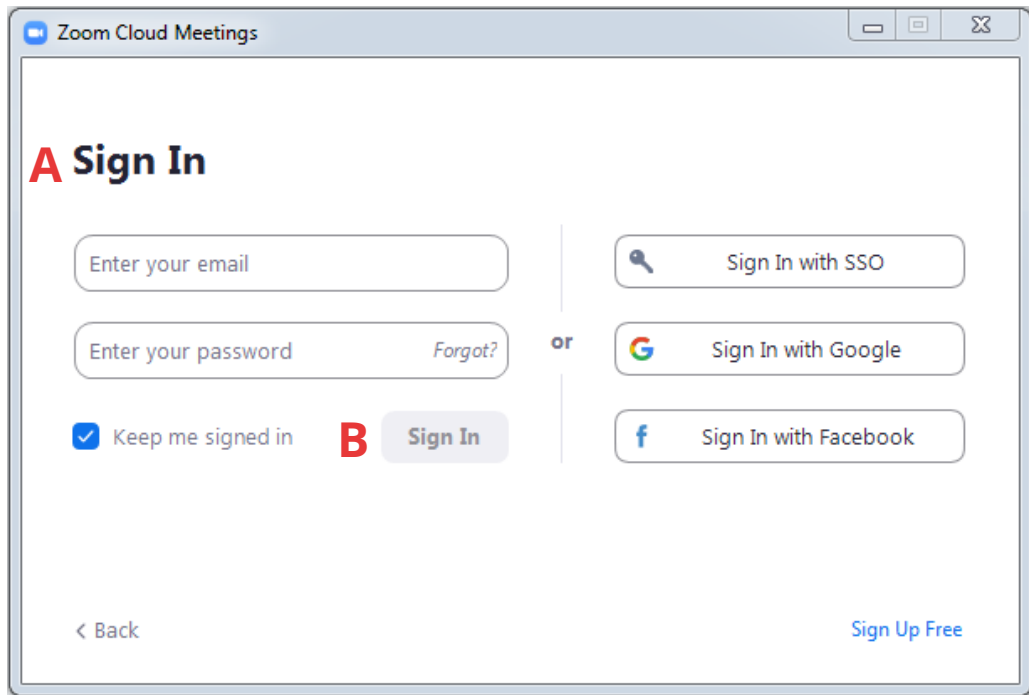 Zoom Cloud Meetings
A Sign In
Enter your email
Enter your password Forgot?
Keep me signed in B Sign In
or
Sign In with SSO
Sign In with Google
Sign In with Facebook
< Back
Sign Up Free